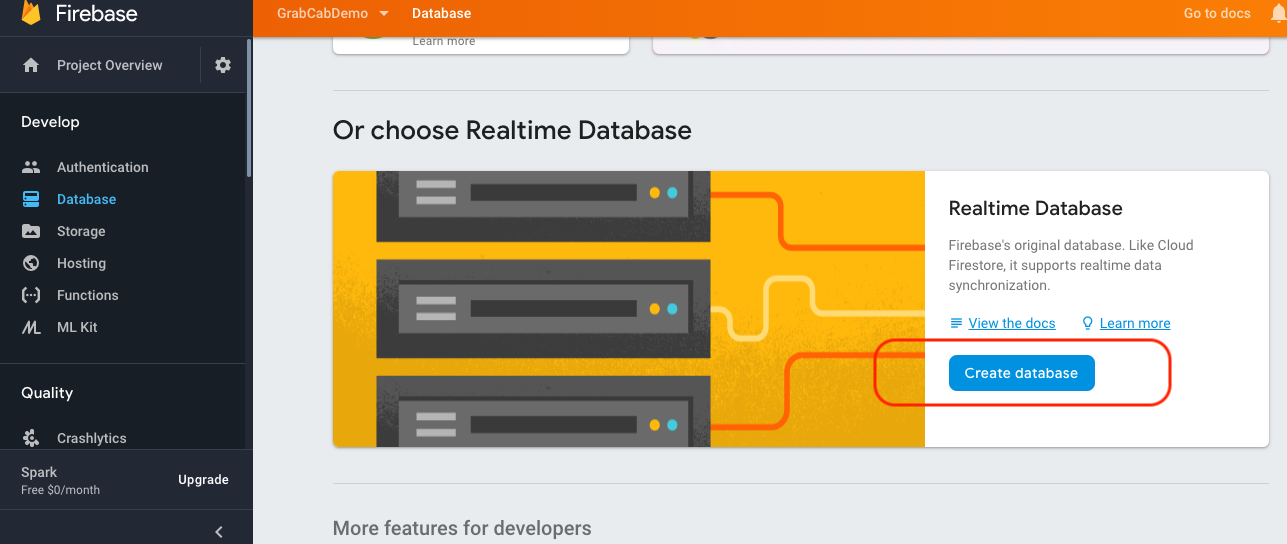 Firebase
GrabCabDemo
Database
Go to docs
Project Overview
Develop
Authentication
Database
Storage
Hosting
Functions
ML Kit
Quality
Crashlytics
Spark
Free $0/month
Upgrade
Learn more
Or choose Realtime Database
Realtime Database
Firebase's original database. Like Cloud
Firestore, it supports realtime data
synchronization.
View the docs
Learn more
Create database
More features for developers